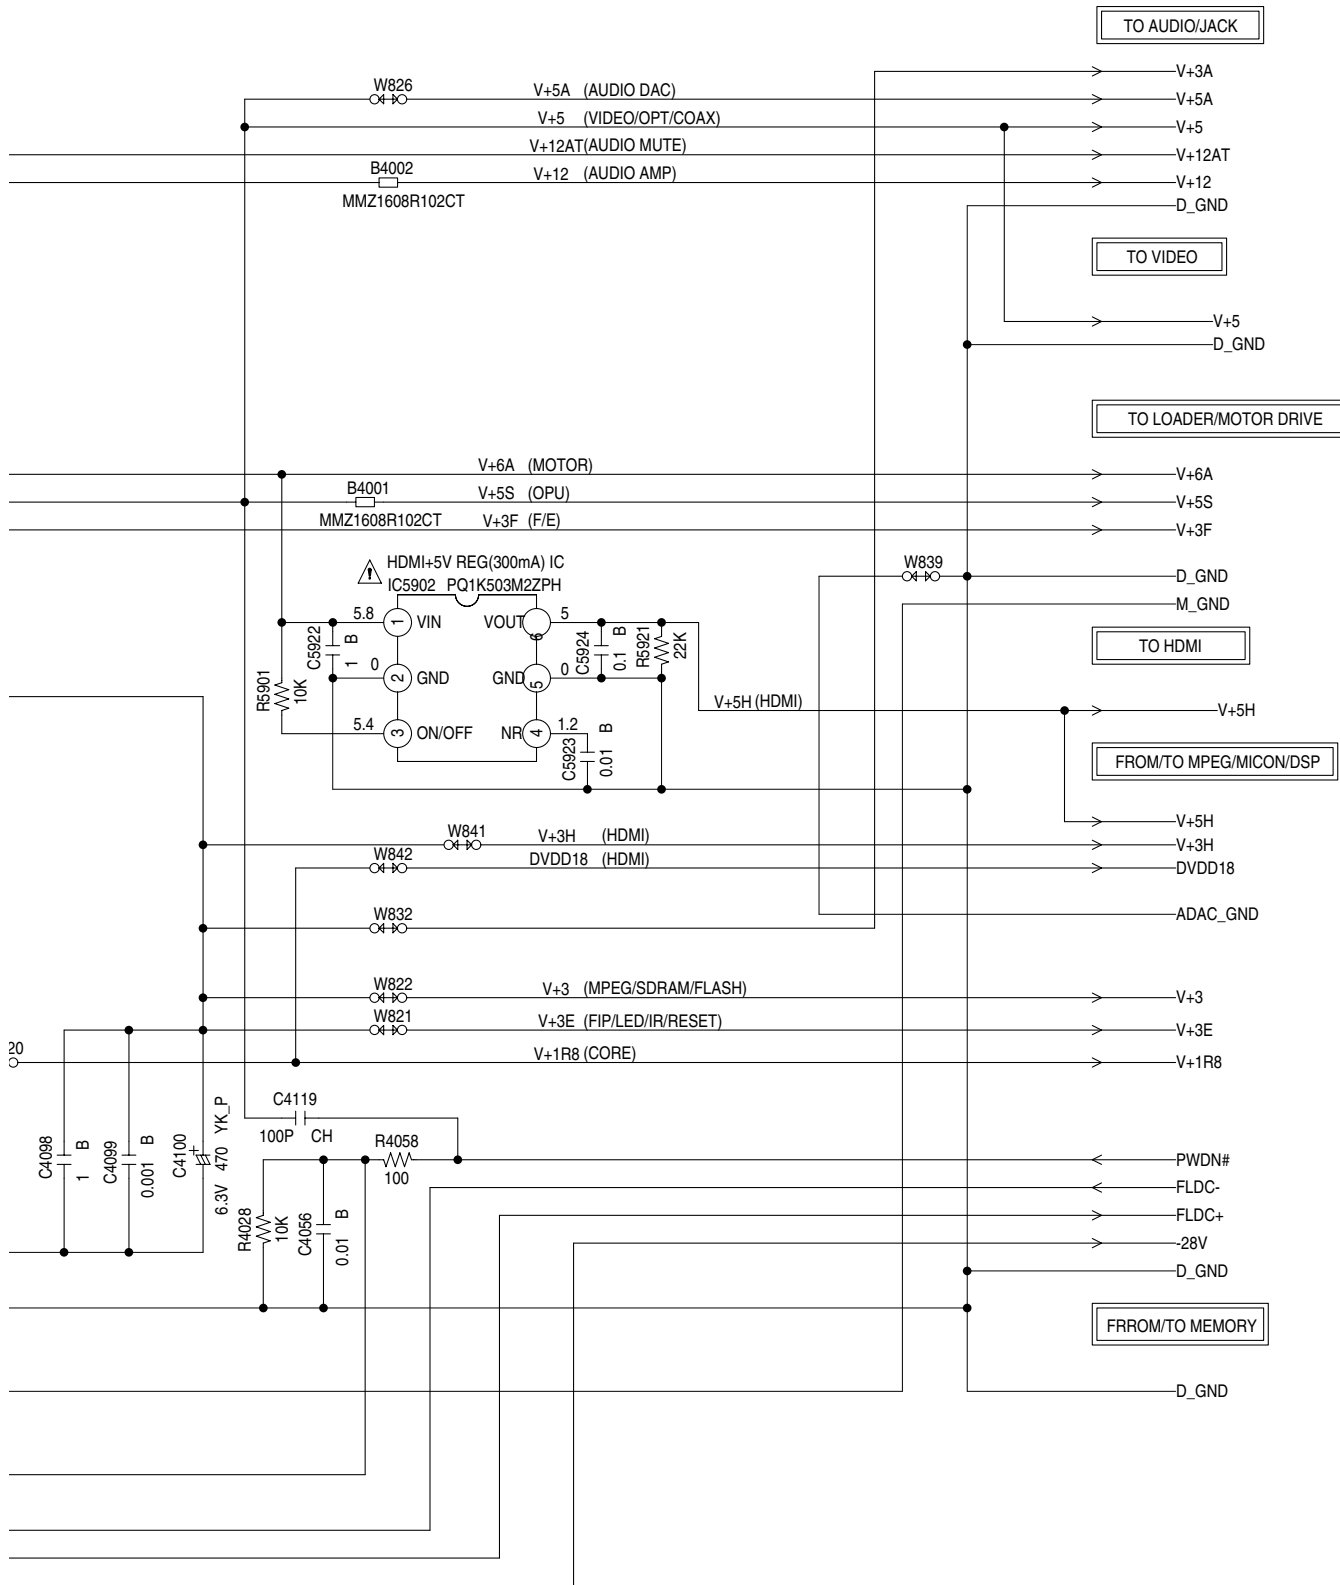 TO AUDIO/JACK
V+3A
W826
V+5A (AUDIO DAC)
V+5A
V+5 (VIDEO/OPT/COAX)
V+5
V+12AT(AUDIO MUTE)
V+12AT
B4002
V+12 (AUDIO AMP)
V+12
MMZ1608R102CT
D_GND
TO VIDEO
V+5
D_GND
TO LOADER/MOTOR DRIVE
V+6A (MOTOR)
V+6A
B4001
V+5S (OPU)
V+5S
MMZ1608R102CT
V+3F (F/E)
V+3F
HDMI+5V REG(300mA) IC
IC5902 PQ1K503M2ZPH
W839
D_GND
M_GND
5.8
1
VIN
VOUT
6
5
C5922
1 B
0
2
GND
GND
5
0
C5924
0.1 B
R5921
22K
TO HDMI
R5901
10K
5.4
3
ON/OFF
NR
4
1.2
C5923
0.01 B
V+5H (HDMI)
V+5H
FROM/TO MPEG/MICON/DSP
V+5H
W841
V+3H (HDMI)
V+3H
W842
DVDD18 (HDMI)
DVDD18
W832
ADAC_GND
W822
V+3 (MPEG/SDRAM/FLASH)
V+3
W821
V+3E (FIP/LED/IR/RESET)
V+3E
20
V+1R8 (CORE)
V+1R8
C4119
100P CH
C4098
1 B
C4099
0.001 B
C4100
+
6.3V 470 YK_P
R4058
100
PWDN#
FLDC-
R4028
10K
C4056
0.01 B
FLDC+
-28V
D_GND
FRROM/TO MEMORY
D_GND